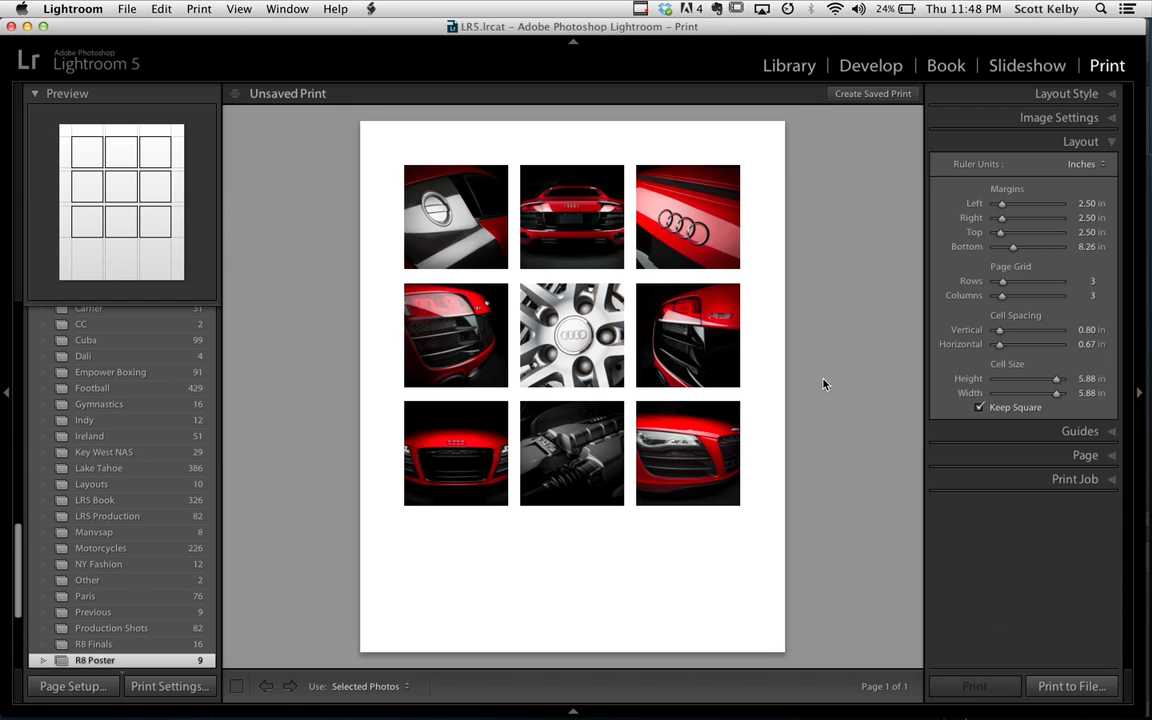 Lightroom File Edit Print View Window Help 4 24% Thu 11:48 PM Scott Kelby
LR5.lrcat – Adobe Photoshop Lightroom – Print
Lr Adobe Photoshop Lightroom 5
Library | Develop | Book | Slideshow | Print
Preview
Carrier 31
CC 2
Cuba 99
Dali 4
Empower Boxing 91
Football 429
Gymnastics 16
Indy 12
Ireland 51
Key West NAS 29
Lake Tahoe 386
Layouts 10
LR5 Book 326
LR5 Production 82
Manvsap 8
Motorcycles 226
NY Fashion 12
Other 2
Paris 76
Previous 9
Production Shots 82
R8 Finals 16
R8 Poster 9
Page Setup... Print Settings...
Unsaved Print Create Saved Print
Use: Selected Photos Page 1 of 1
Layout Style
Image Settings
Layout
Ruler Units : Inches
Margins
Left 2.50 in
Right 2.50 in
Top 2.50 in
Bottom 8.26 in
Page Grid
Rows 3
Columns 3
Cell Spacing
Vertical 0.80 in
Horizontal 0.67 in
Cell Size
Height 5.88 in
Width 5.88 in
Keep Square
Guides
Page
Print Job
Print Print to File...